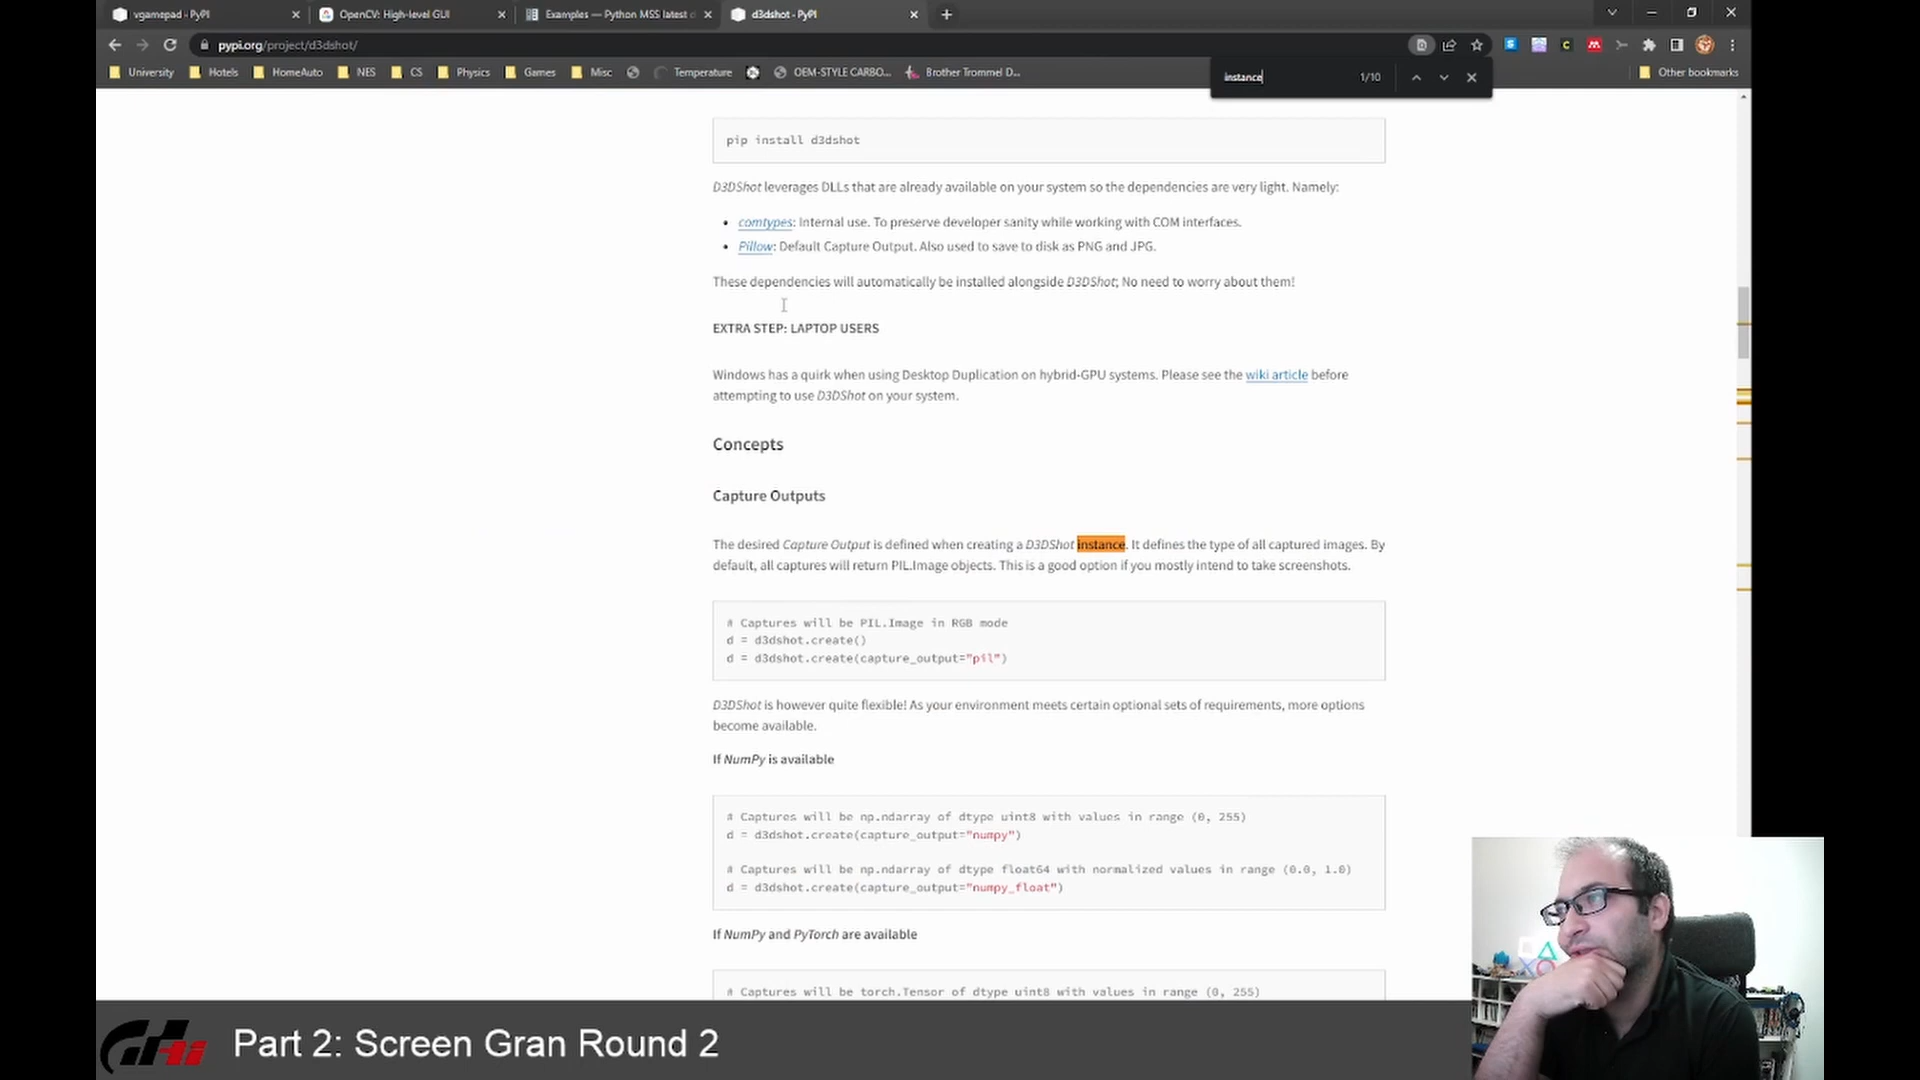 vgamepad · PyPI
OpenCV: High-level GUI
Examples — Python MSS latest d
d3dshot · PyPI
pypi.org/project/d3dshot/
University
Hotels
HomeAuto
NES
CS
Physics
Games
Misc
Temperature
OEM-STYLE CARBO...
Brother Trommel D...
Other bookmarks
instance
1/10
pip install d3dshot
D3DShot leverages DLLs that are already available on your system so the dependencies are very light. Namely:
• comtypes: Internal use. To preserve developer sanity while working with COM interfaces.
• Pillow: Default Capture Output. Also used to save to disk as PNG and JPG.
These dependencies will automatically be installed alongside D3DShot; No need to worry about them!
EXTRA STEP: LAPTOP USERS
Windows has a quirk when using Desktop Duplication on hybrid-GPU systems. Please see the wiki article before
attempting to use D3DShot on your system.
Concepts
Capture Outputs
The desired Capture Output is defined when creating a D3DShot instance. It defines the type of all captured images. By
default, all captures will return PIL.Image objects. This is a good option if you mostly intend to take screenshots.
# Captures will be PIL.Image in RGB mode
d = d3dshot.create()
d = d3dshot.create(capture_output="pil")
D3DShot is however quite flexible! As your environment meets certain optional sets of requirements, more options
become available.
If NumPy is available
# Captures will be np.ndarray of dtype uint8 with values in range (0, 255)
d = d3dshot.create(capture_output="numpy")
# Captures will be np.ndarray of dtype float64 with normalized values in range (0.0, 1.0)
d = d3dshot.create(capture_output="numpy_float")
If NumPy and PyTorch are available
# Captures will be torch.Tensor of dtype uint8 with values in range (0, 255)
Part 2: Screen Gran Round 2